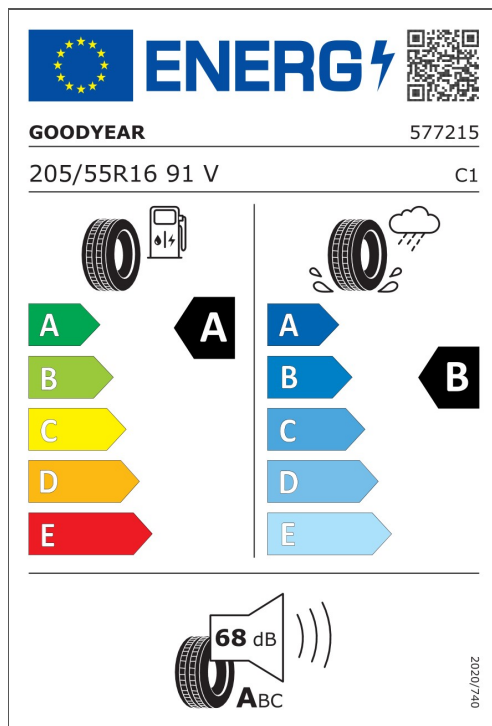 ENERG
GOODYEAR 577215
205/55R16 91 V C1
A A A
B B B
C C
D D
E E
68 dB
ABC
2020/740